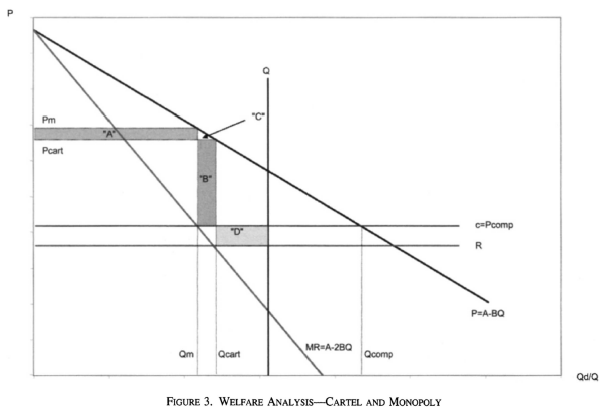 P
Q
Pm
"A"
"C"
Pcart
"B"
"D"
c=Pcomp
R
P=A-BQ
Qm
Qcart
MR=A-2BQ
Qcomp
Qd/Q
FIGURE 3. WELFARE ANALYSIS—CARTEL AND MONOPOLY